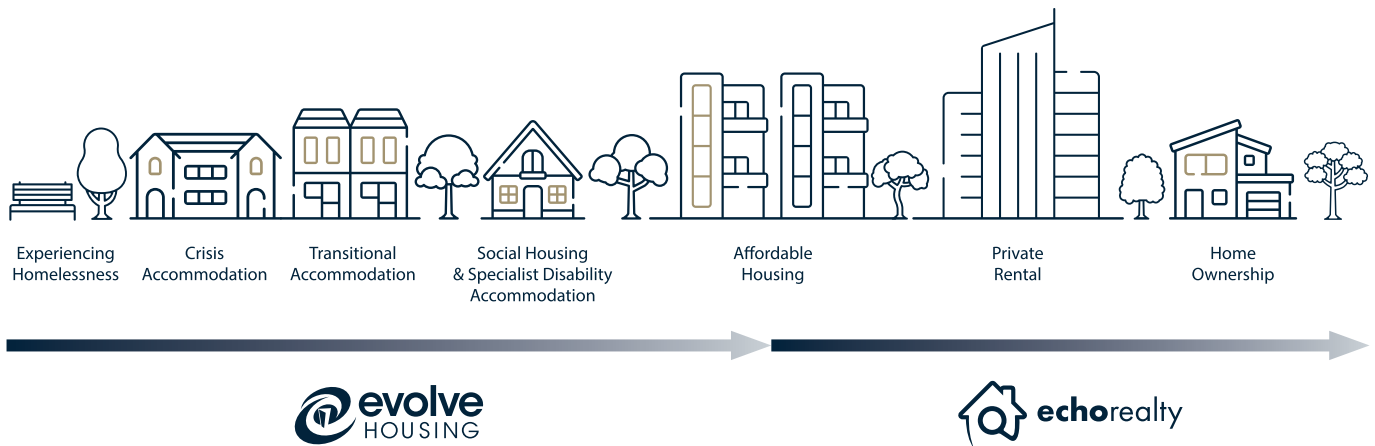 Experiencing
Homelessness
Crisis
Accommodation
Transitional
Accommodation
Social Housing
& Specialist Disability
Accommodation
Affordable
Housing
Private
Rental
Home
Ownership
evolve
HOUSING
echorealty